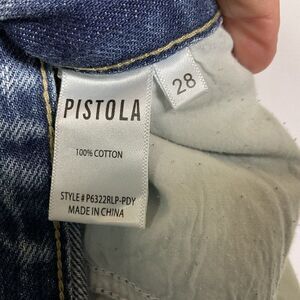 PISTOLA
28
100% COTTON
STYLE# P6322RLP-PDY
MADE IN CHINA